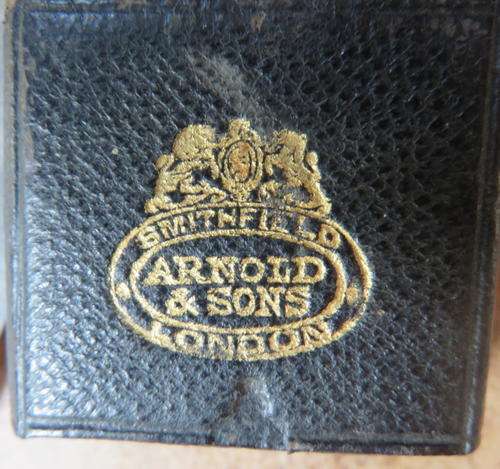 SMITHFIELD
ARNOLD
& SONS
LONDON